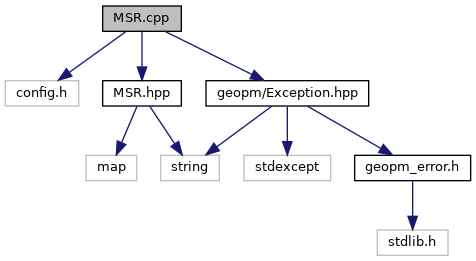 MSR.cpp
config.h
MSR.hpp
geopm/Exception.hpp
map
string
stdexcept
geopm_error.h
stdlib.h